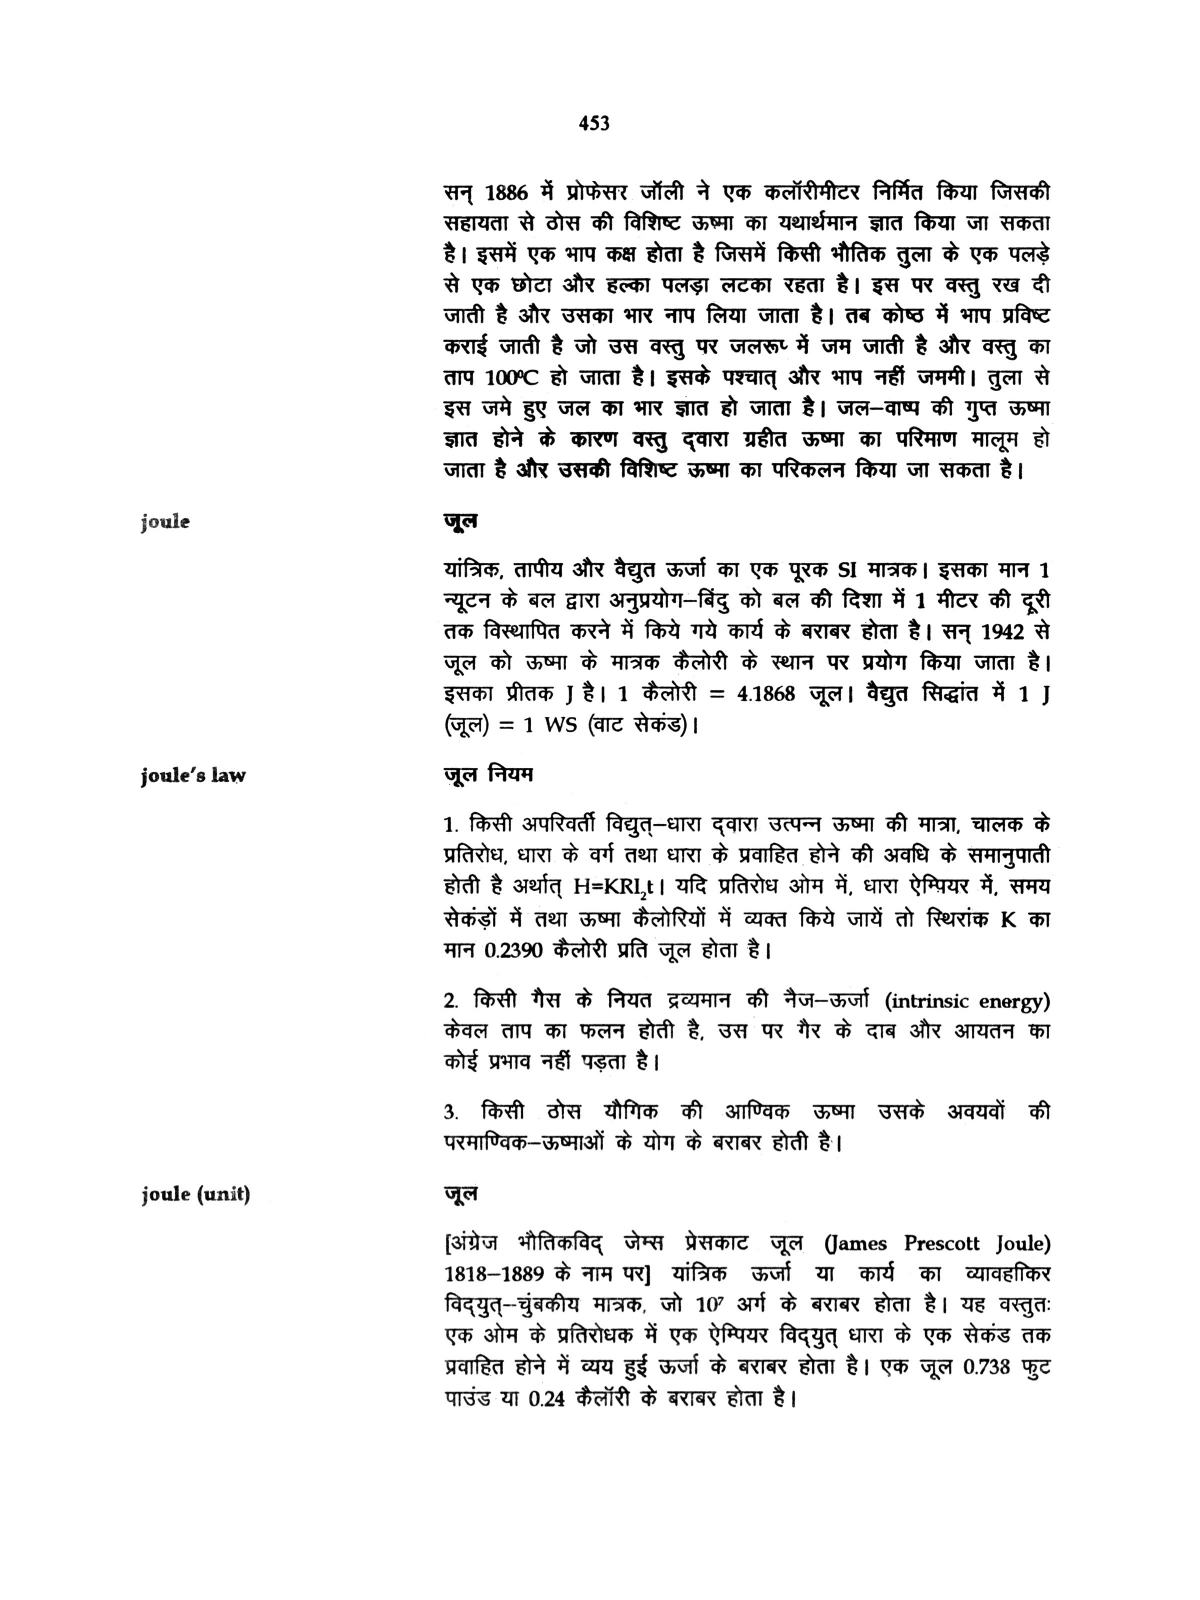 453
सन् 1886 में प्रोफेसर जॉली ने एक कलॉरीमीटर निर्मित किया जिसकी
सहायता से ठोस की विशिष्ट ऊष्मा का यथार्थमान ज्ञात किया जा सकता
है। इसमें एक भाप कक्ष होता है जिसमें किसी भौतिक तुला के एक पलड़े
से एक छोटा और हल्का पलड़ा लटका रहता है। इस पर वस्तु रख दी
जाती है और उसका भार नाप लिया जाता है। तब कोष्ठ में भाप प्रविष्ट
कराई जाती है जो उस वस्तु पर जलरूप में जम जाती है और वस्तु का
ताप 100⁰C हो जाता है। इसके पश्चात् और भाप नहीं जममी। तुला से
इस जमे हुए जल का भार ज्ञात हो जाता है। जल–वाष्प की गुप्त ऊष्मा
ज्ञात होने के कारण वस्तु द्वारा ग्रहीत ऊष्मा का परिमाण मालूम हो
जाता है और उसकी विशिष्ट ऊष्मा का परिकलन किया जा सकता है।
joule जूल
यांत्रिक, तापीय और वैद्युत ऊर्जा का एक पूरक SI मात्रक। इसका मान 1
न्यूटन के बल द्वारा अनुप्रयोग–बिंदु को बल की दिशा में 1 मीटर की दूरी
तक विस्थापित करने में किये गये कार्य के बराबर होता है। सन् 1942 से
जूल को ऊष्मा के मात्रक कैलोरी के स्थान पर प्रयोग किया जाता है।
इसका प्रीतक J है। 1 कैलोरी = 4.1868 जूल। वैद्युत सिद्धांत में 1 J
(जूल) = 1 WS (वाट सेकंड)।
joule's law जूल नियम
1. किसी अपरिवर्ती विद्युत्–धारा द्वारा उत्पन्न ऊष्मा की मात्रा, चालक के
प्रतिरोध, धारा के वर्ग तथा धारा के प्रवाहित होने की अवधि के समानुपाती
होती है अर्थात् H=KRI₂t। यदि प्रतिरोध ओम में, धारा ऐम्पियर में, समय
सेकंड़ों में तथा ऊष्मा कैलोरियों में व्यक्त किये जायें तो स्थिरांक K का
मान 0.2390 कैलोरी प्रति जूल होता है।
2. किसी गैस के नियत द्रव्यमान की नैज–ऊर्जा (intrinsic energy)
केवल ताप का फलन होती है, उस पर गैर के दाब और आयतन का
कोई प्रभाव नहीं पड़ता है।
3. किसी ठोस यौगिक की आण्विक ऊष्मा उसके अवयवों की
परमाण्विक–ऊष्माओं के योग के बराबर होती है।
joule (unit) जूल
[अंग्रेज भौतिकविद् जेम्स प्रेसकाट जूल (James Prescott Joule)
1818–1889 के नाम पर] यांत्रिक ऊर्जा या कार्य का व्यावहाकिर
विद्युत्–चुंबकीय मात्रक, जो 10⁷ अर्ग के बराबर होता है। यह वस्तुतः
एक ओम के प्रतिरोधक में एक ऐम्पियर विद्युत् धारा के एक सेकंड तक
प्रवाहित होने में व्यय हुई ऊर्जा के बराबर होता है। एक जूल 0.738 फुट
पाउंड या 0.24 कैलॉरी के बराबर होता है।